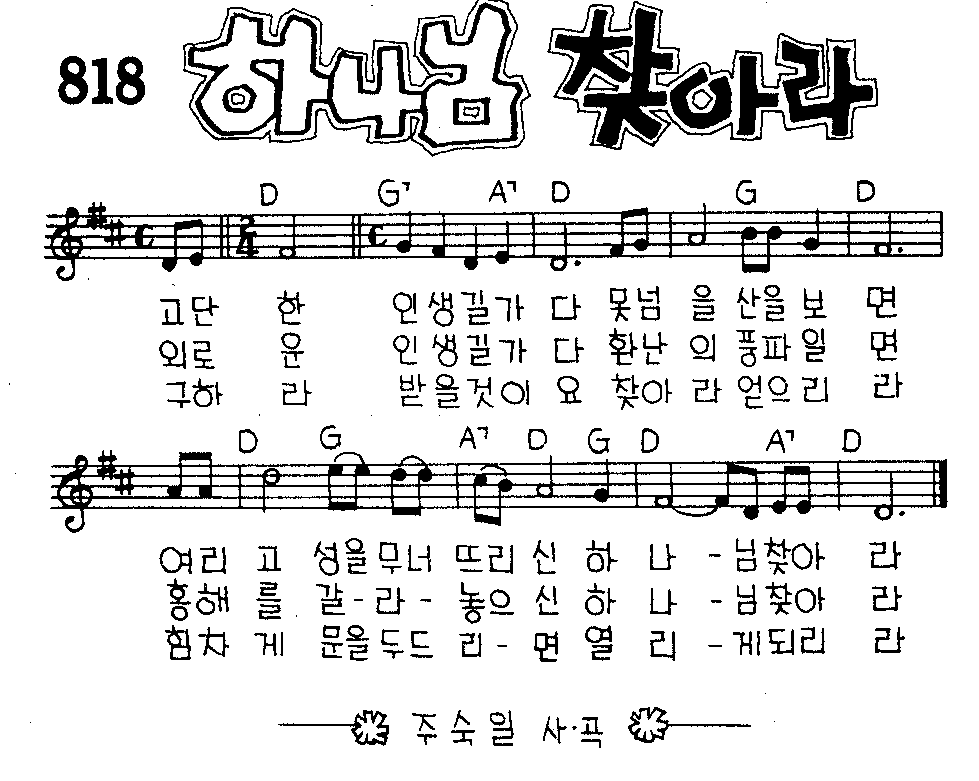 818 하나님 찾아라
D G7 A7 D G D
고단 한 인생길가 다 못넘 을 산을 보 면
외로 운 인생길가 다 환난 의 풍파일 면
구하 라 받을것이 요 찾아 라 얻으리 라
D G A7 D G D A7 D
여리 고 성을무너 뜨리 신 하 나 - 님찾아 라
홍해 를 갈-라- 놓으 신 하 나 - 님찾아 라
힘차 게 문을두드 리- 면 열 리 - 게되리 라
주숙일 사·곡